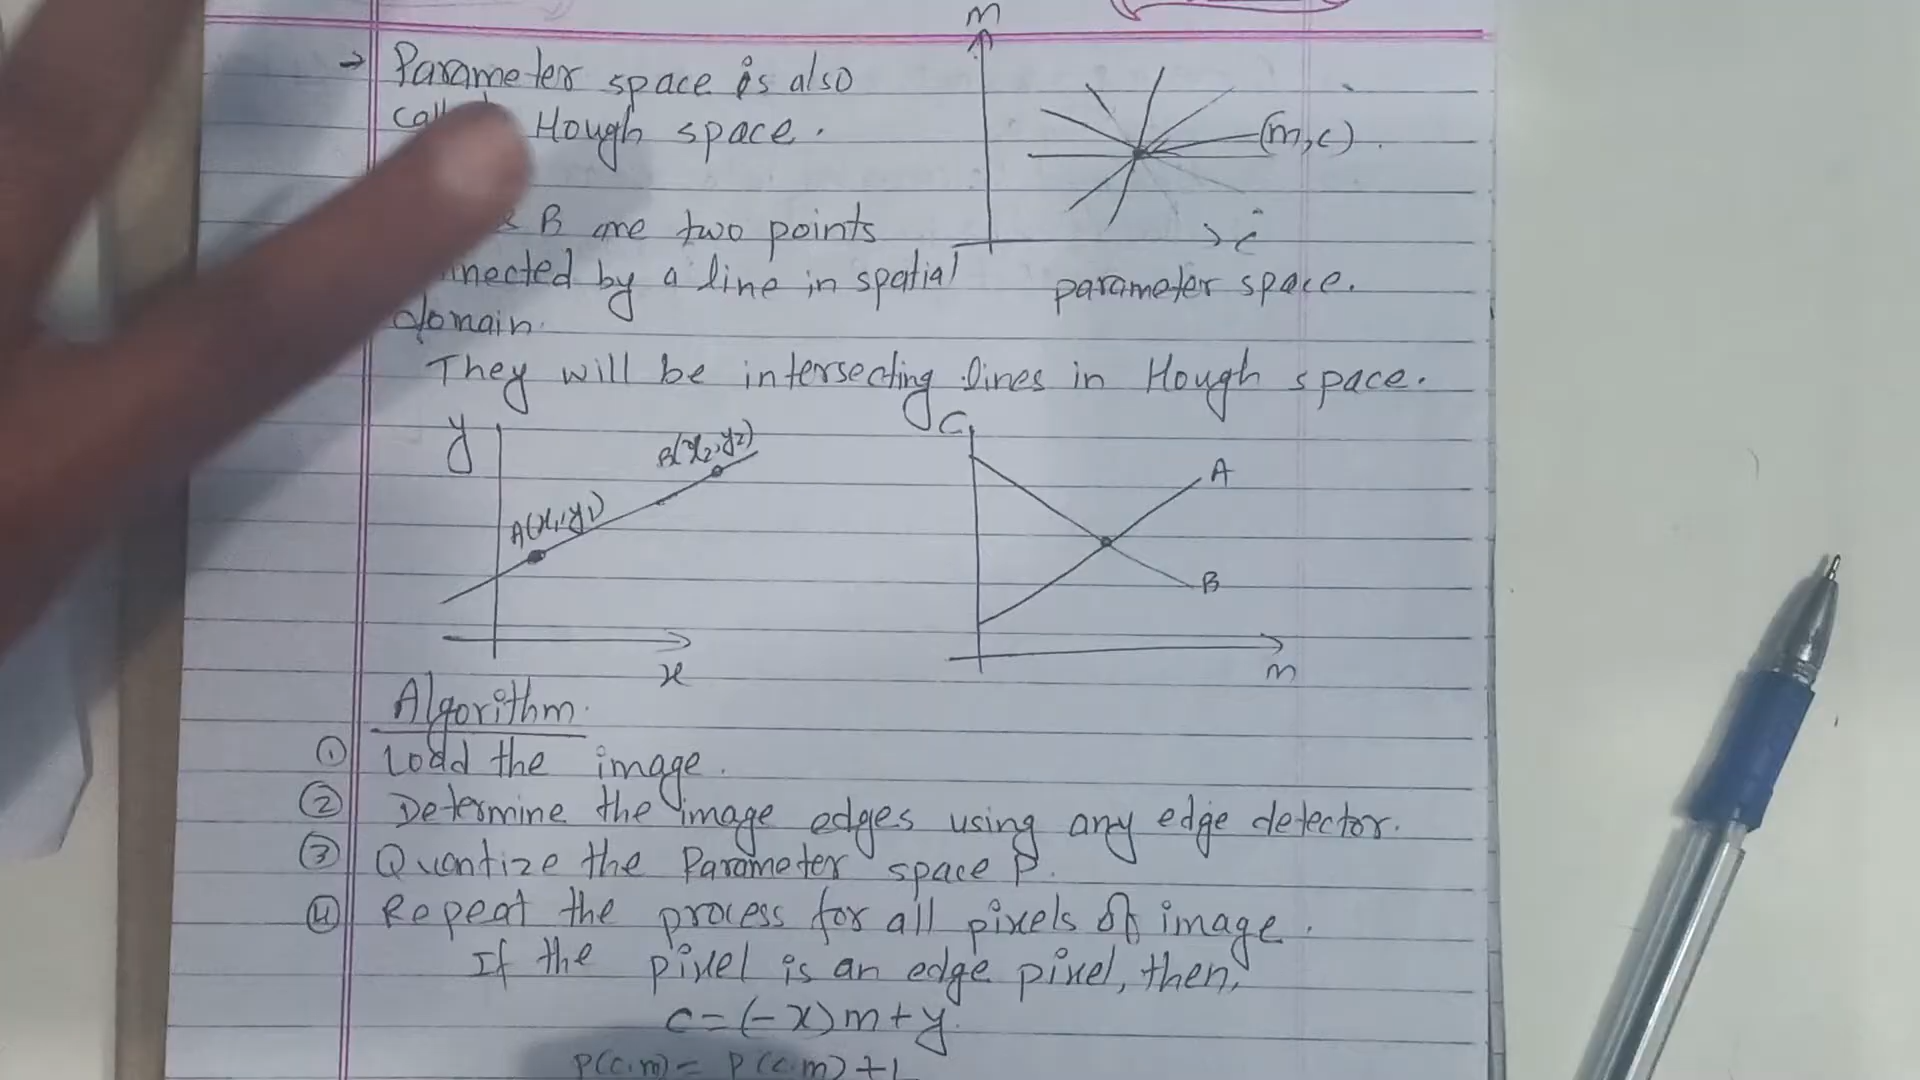 m
→ Parameter space is also
Hough space.
(m,c).
c
parameter space.
& B are two points
by a line in spatial
domain.
They will be intersecting lines in Hough space.
y
B(x2,y2)
A(x1,y1)
x
C
A
B
m
Algorithm.
① Load the image.
② Determine the image edges using any edge detector.
③ Quantize the Parameter space P.
④ Repeat the process for all pixels of image.
If the pixel is an edge pixel, then,
c=(-x)m+y.
P(c,m)= P(c,m)+1